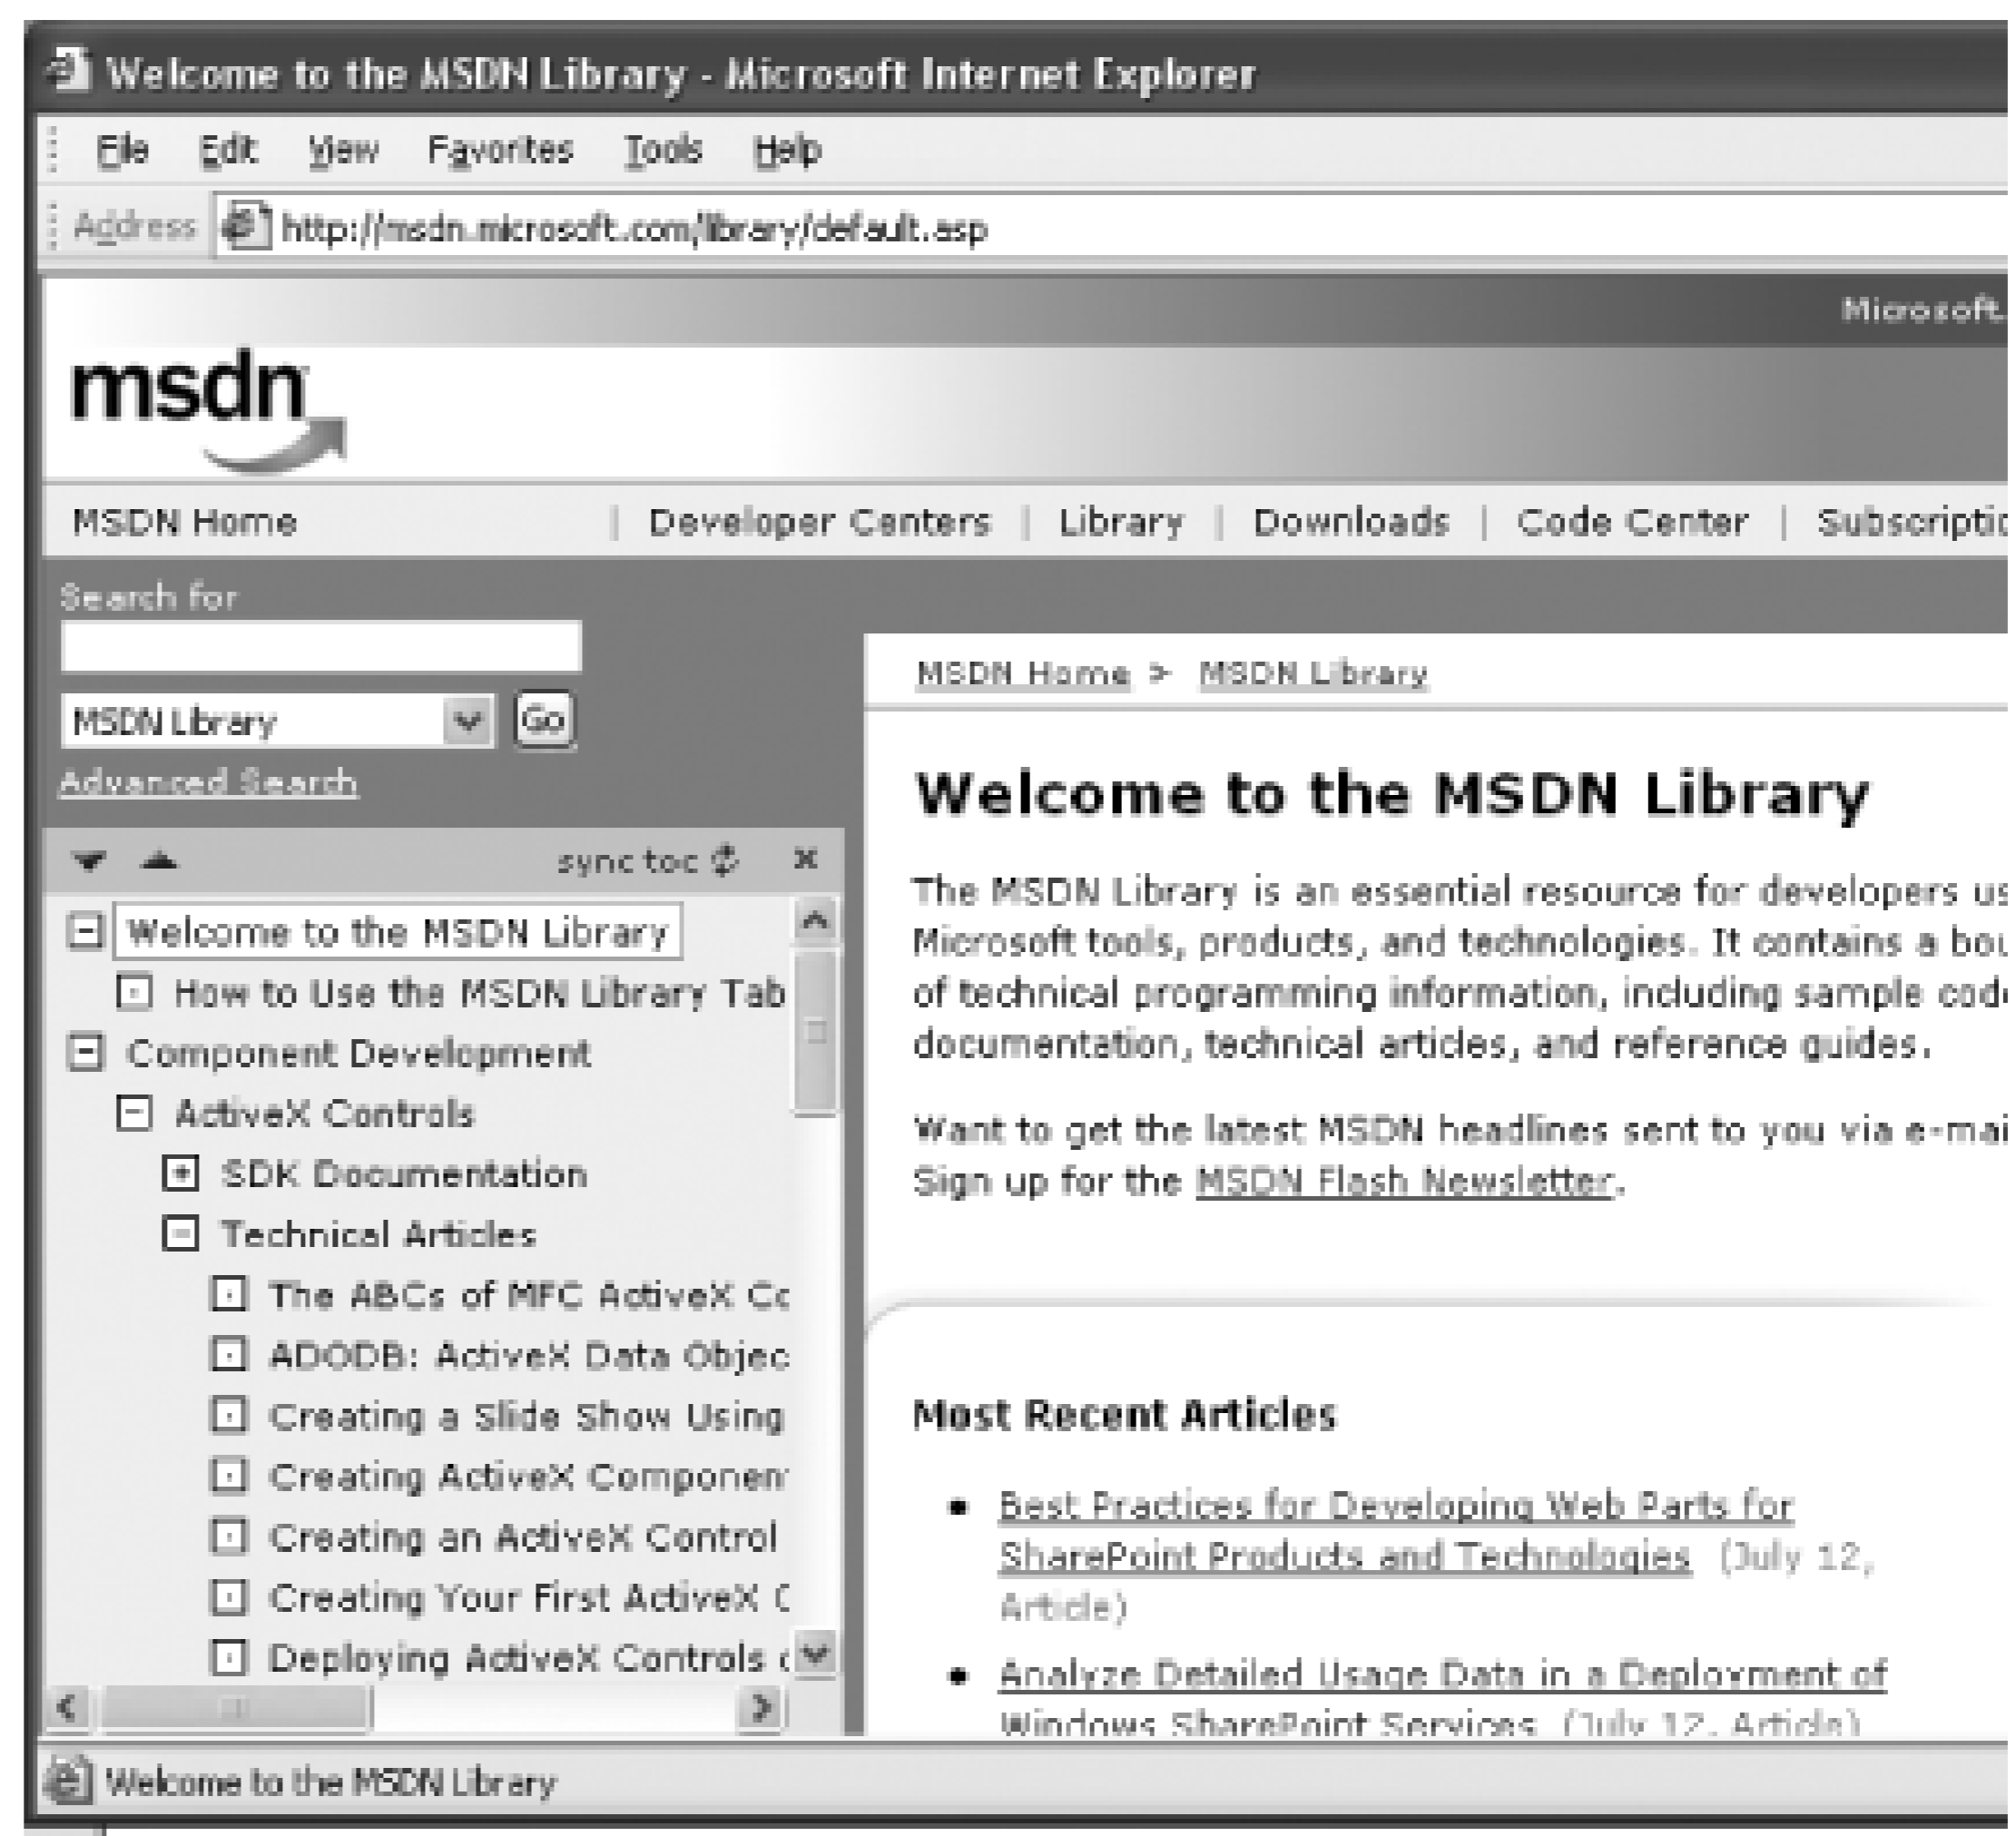 Welcome to the MSDN Library - Microsoft Internet Explorer
File Edit View Favorites Tools Help
Address http://msdn.microsoft.com/library/default.asp
Microsoft.
msdn
MSDN Home | Developer Centers | Library | Downloads | Code Center | Subscriptio
Search for
MSDN Library Go
Advanced Search
sync toc
Welcome to the MSDN Library
How to Use the MSDN Library Tab
Component Development
ActiveX Controls
SDK Documentation
Technical Articles
The ABCs of MFC ActiveX Co
ADODB: ActiveX Data Objec
Creating a Slide Show Using
Creating ActiveX Componen
Creating an ActiveX Control
Creating Your First ActiveX C
Deploying ActiveX Controls
MSDN Home > MSDN Library
Welcome to the MSDN Library
The MSDN Library is an essential resource for developers us
Microsoft tools, products, and technologies. It contains a bou
of technical programming information, including sample cod
documentation, technical articles, and reference guides.
Want to get the latest MSDN headlines sent to you via e-mai
Sign up for the MSDN Flash Newsletter.
Most Recent Articles
• Best Practices for Developing Web Parts for
SharePoint Products and Technologies (July 12,
Article)
• Analyze Detailed Usage Data in a Deployment of
Windows SharePoint Services (July 12, Article)
Welcome to the MSDN Library